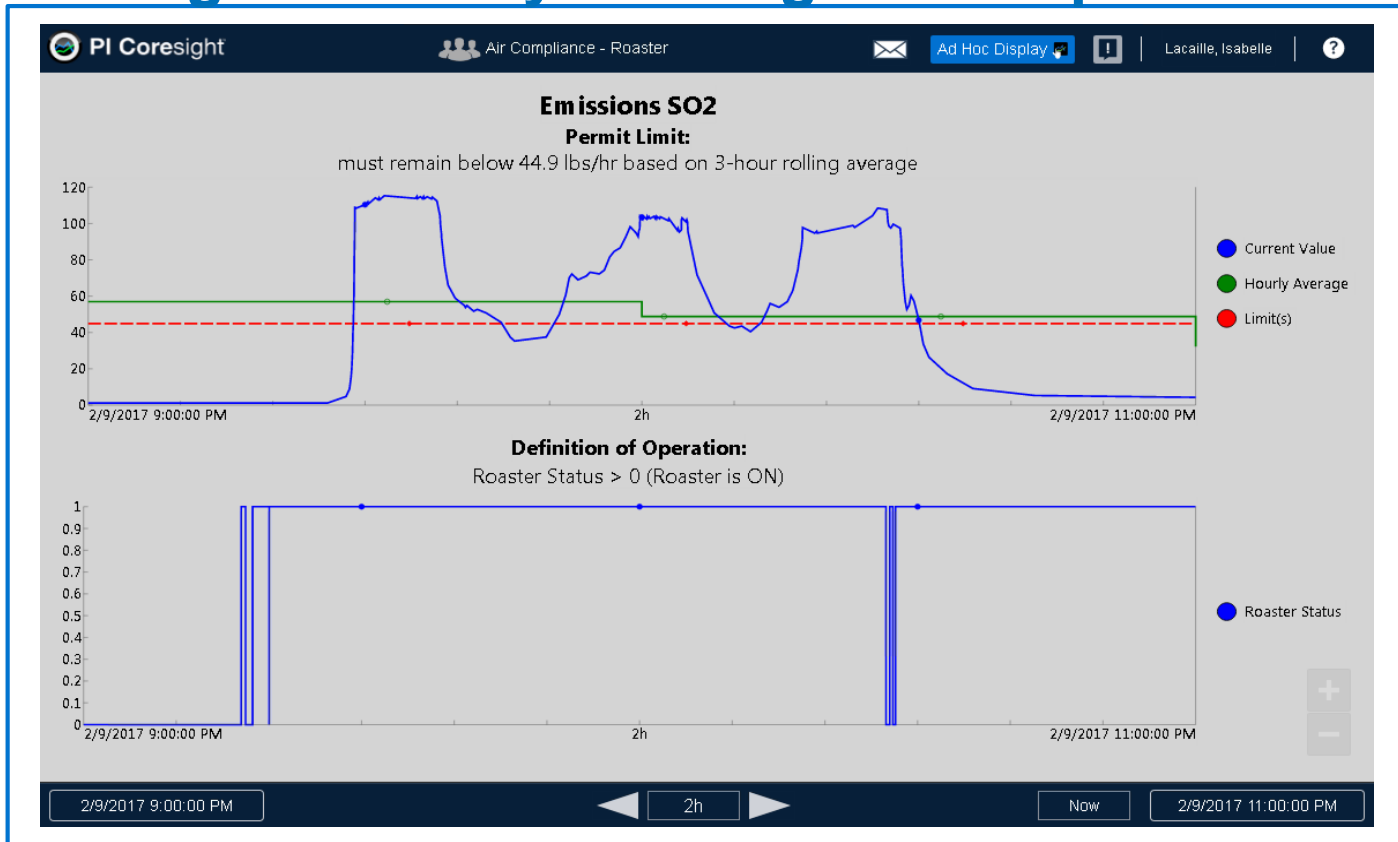 PI Coresight
Air Compliance - Roaster
Ad Hoc Display
Lacaille, Isabelle
?
Emissions SO2
Permit Limit:
must remain below 44.9 lbs/hr based on 3-hour rolling average
120
100
80
60
40
20
0
2/9/2017 9:00:00 PM
2h
2/9/2017 11:00:00 PM
Current Value
Hourly Average
Limit(s)
Definition of Operation:
Roaster Status > 0 (Roaster is ON)
1
0.9
0.8
0.7
0.6
0.5
0.4
0.3
0.2
0.1
0
2/9/2017 9:00:00 PM
2h
2/9/2017 11:00:00 PM
Roaster Status
+
−
2/9/2017 9:00:00 PM
2h
Now
2/9/2017 11:00:00 PM